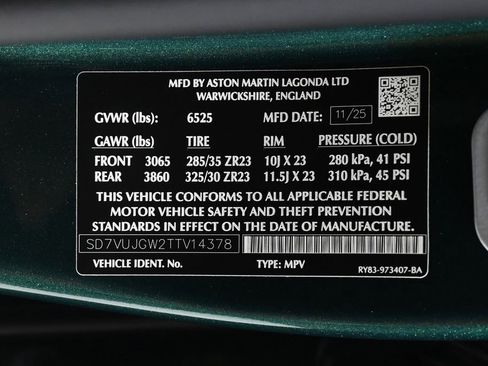 MFD BY ASTON MARTIN LAGONDA LTD
WARWICKSHIRE, ENGLAND
GVWR (lbs): 6525 MFD DATE: 11/25
GAWR (lbs): TIRE RIM PRESSURE (COLD)
FRONT 3065 285/35 ZR23 10J X 23 280 kPa, 41 PSI
REAR 3860 325/30 ZR23 11.5J X 23 310 kPa, 45 PSI
THIS VEHICLE CONFORMS TO ALL APPLICABLE FEDERAL
MOTOR VEHICLE SAFETY AND THEFT PREVENTION
STANDARDS IN EFFECT ON DATE OF MANUFACTURE
SD7VUJGW2TTV14378
VEHICLE IDENT. No. TYPE: MPV RY83-973407-BA